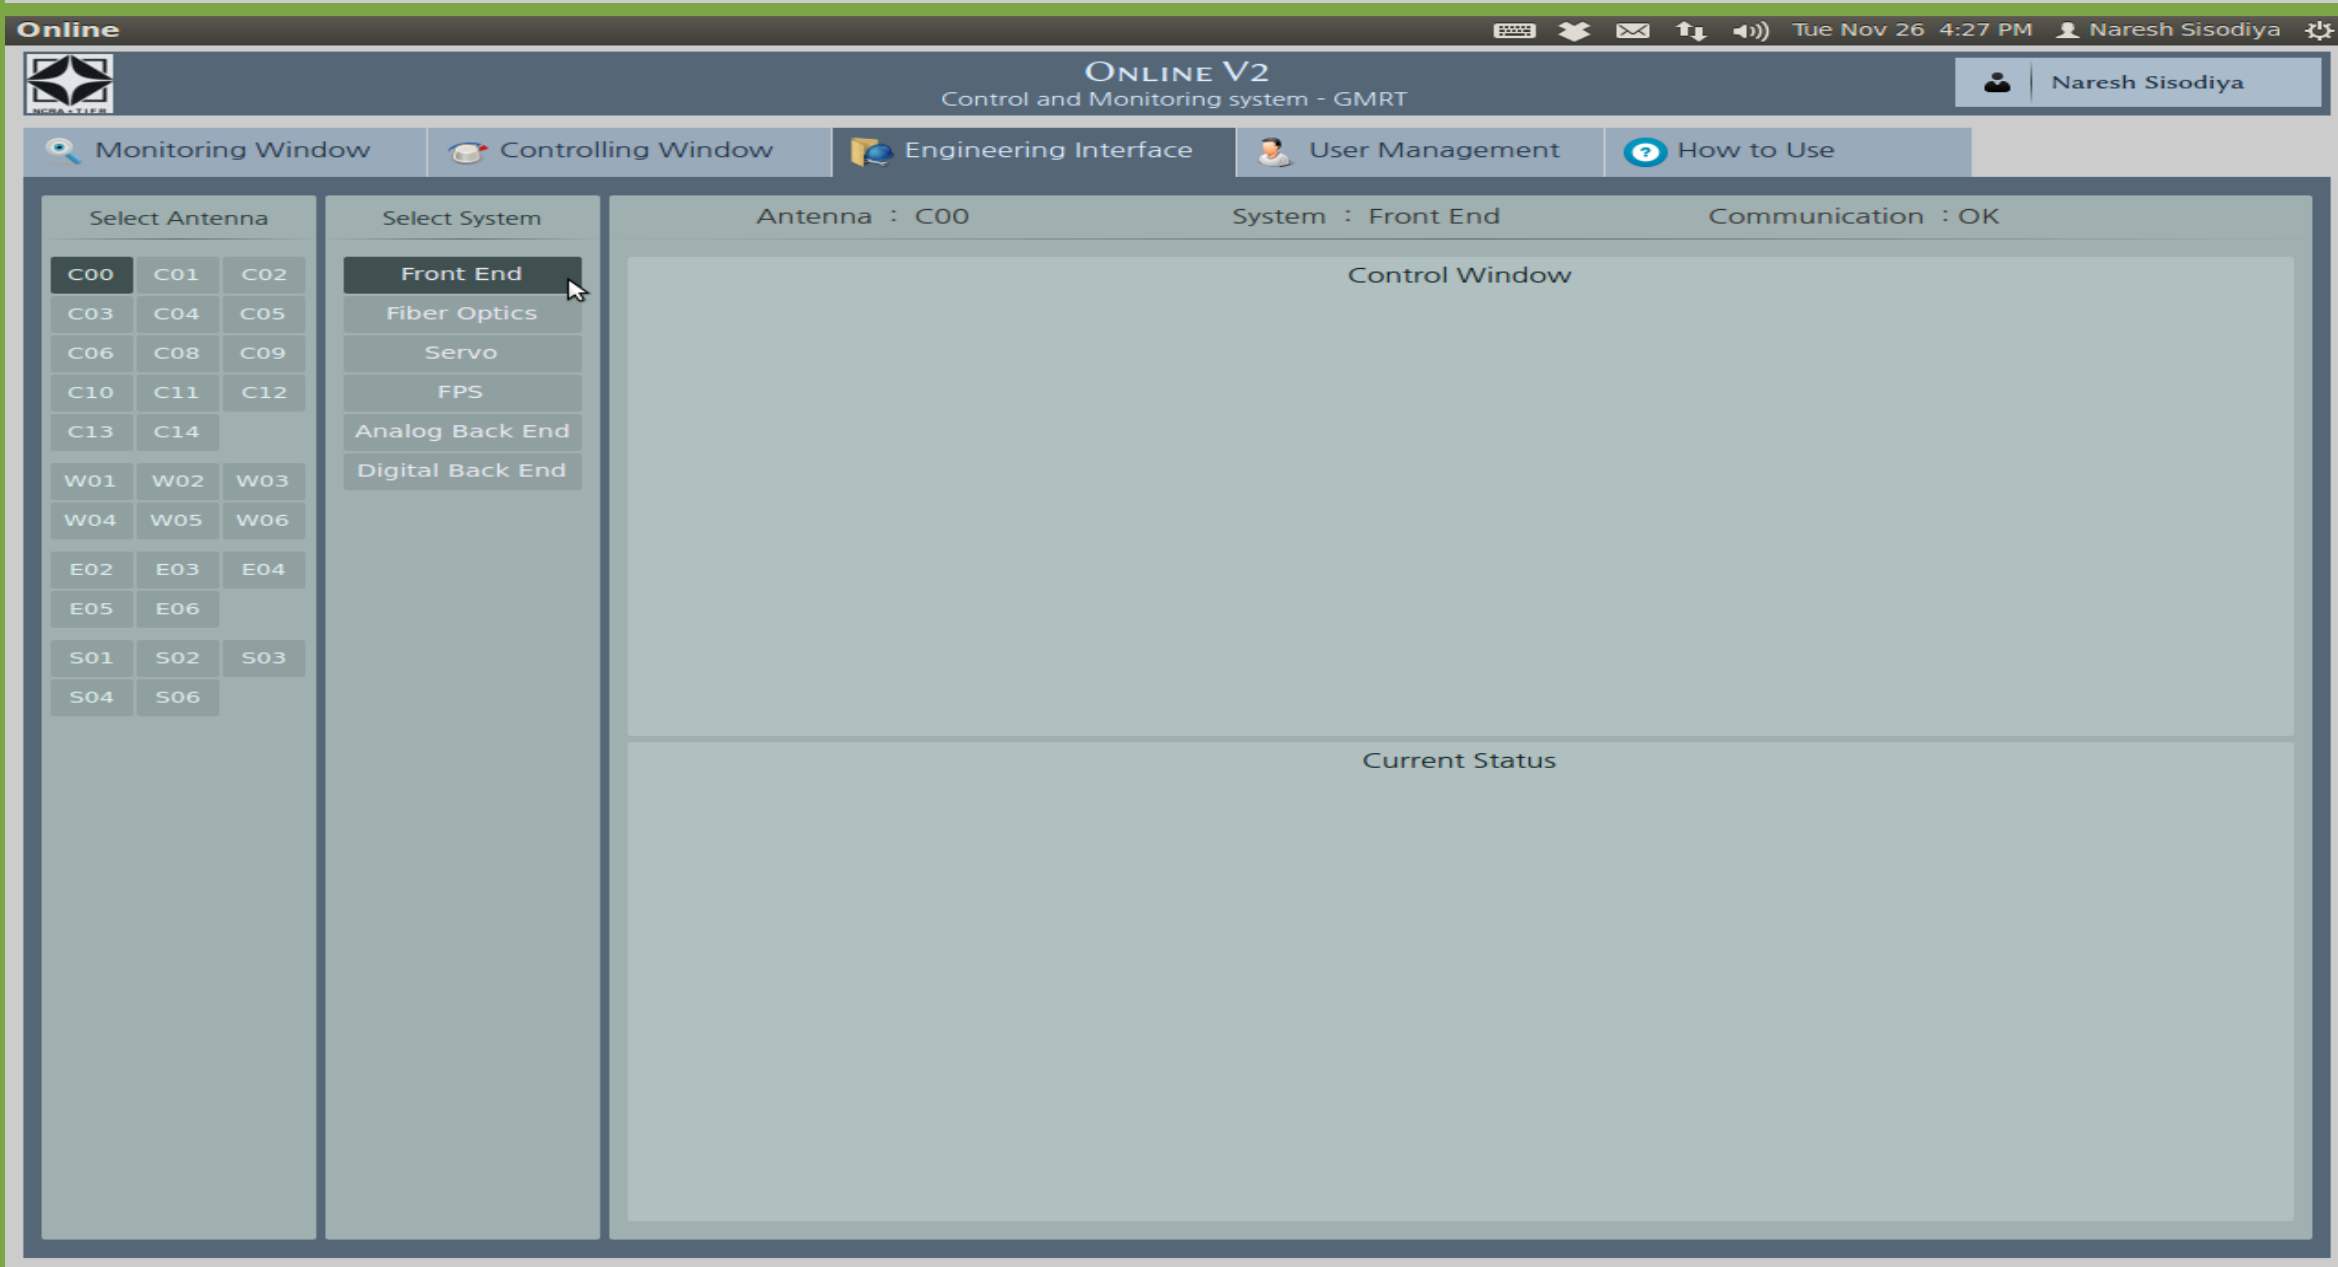 Online
Tue Nov 26 4:27 PM Naresh Sisodiya
NCRA • TIFR
ONLINE V2
Control and Monitoring system - GMRT
Naresh Sisodiya
Monitoring Window Controlling Window Engineering Interface User Management How to Use
Select Antenna
C00 C01 C02
C03 C04 C05
C06 C08 C09
C10 C11 C12
C13 C14
W01 W02 W03
W04 W05 W06
E02 E03 E04
E05 E06
S01 S02 S03
S04 S06
Select System
Front End
Fiber Optics
Servo
FPS
Analog Back End
Digital Back End
Antenna : C00 System : Front End Communication : OK
Control Window
Current Status